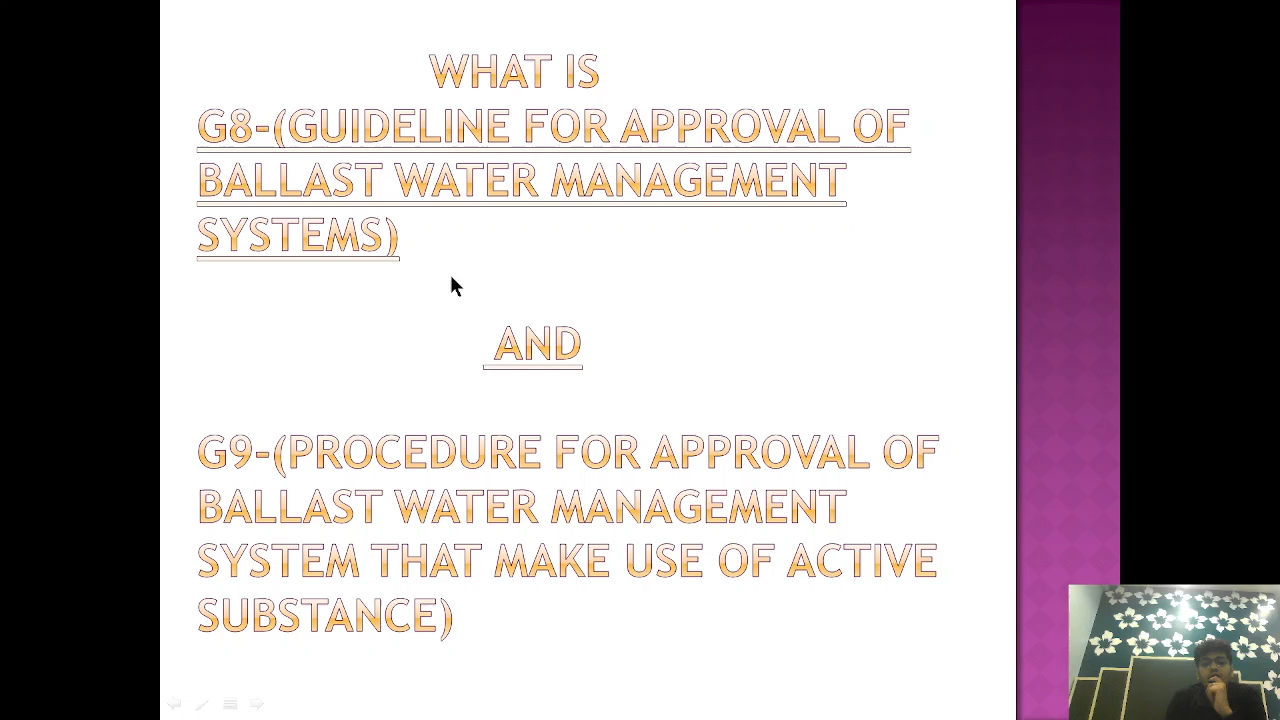 WHAT IS
G8-(GUIDELINE FOR APPROVAL OF
BALLAST WATER MANAGEMENT
SYSTEMS)
AND
G9-(PROCEDURE FOR APPROVAL OF
BALLAST WATER MANAGEMENT
SYSTEM THAT MAKE USE OF ACTIVE
SUBSTANCE)